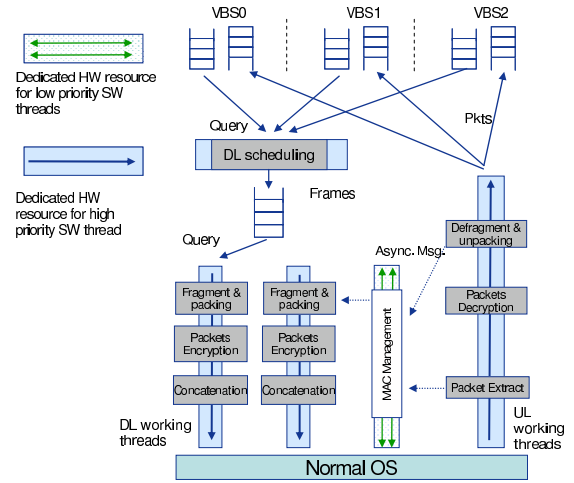 VBS0
VBS1
VBS2
Dedicated HW resource
for low priority SW
threads
Pkts
Query
DL scheduling
Dedicated HW
resource for high
priority SW thread
Frames
Query
Async. Msg.
Defragment &
unpacking
Fragment &
packing
Fragment &
packing
Packets
Decryption
MAC Management
Packets
Encryption
Packets
Encryption
Concatenation
Concatenation
Packet Extract
DL working
threads
UL
working
threads
Normal OS